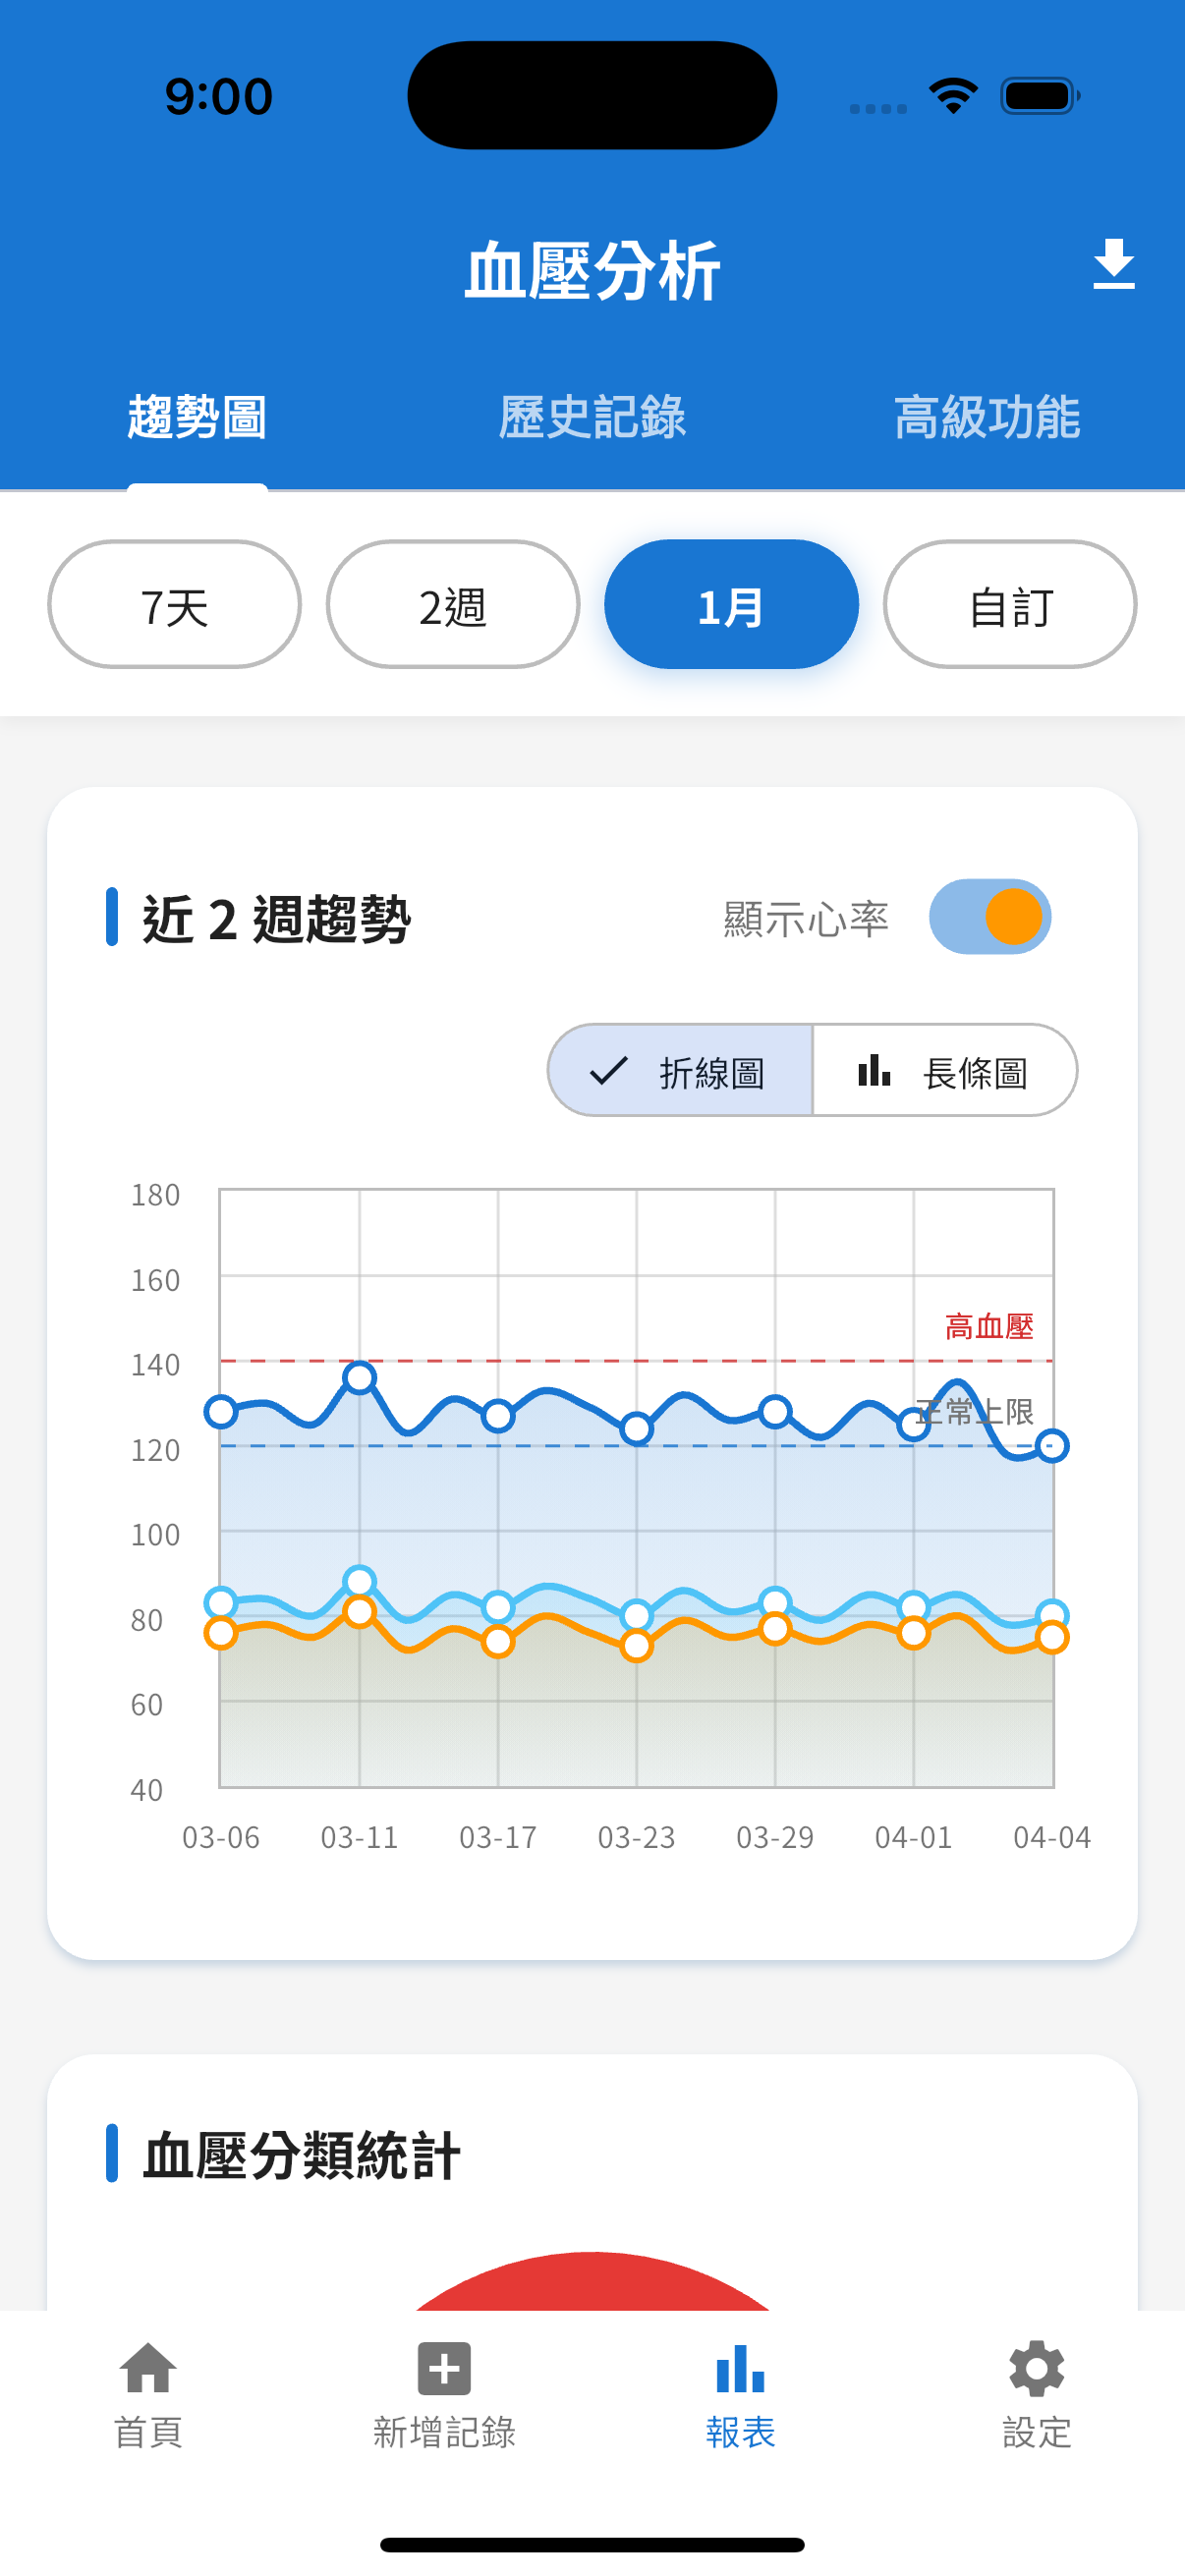 9:00
血壓分析
趨勢圖 歷史記錄 高級功能
7天 2週 1月 自訂
近 2 週趨勢 顯示心率
折線圖 長條圖
180
160
高血壓
140
正常上限
120
100
80
60
40
03-06 03-11 03-17 03-23 03-29 04-01 04-04
血壓分類統計
首頁 新增記錄 報表 設定